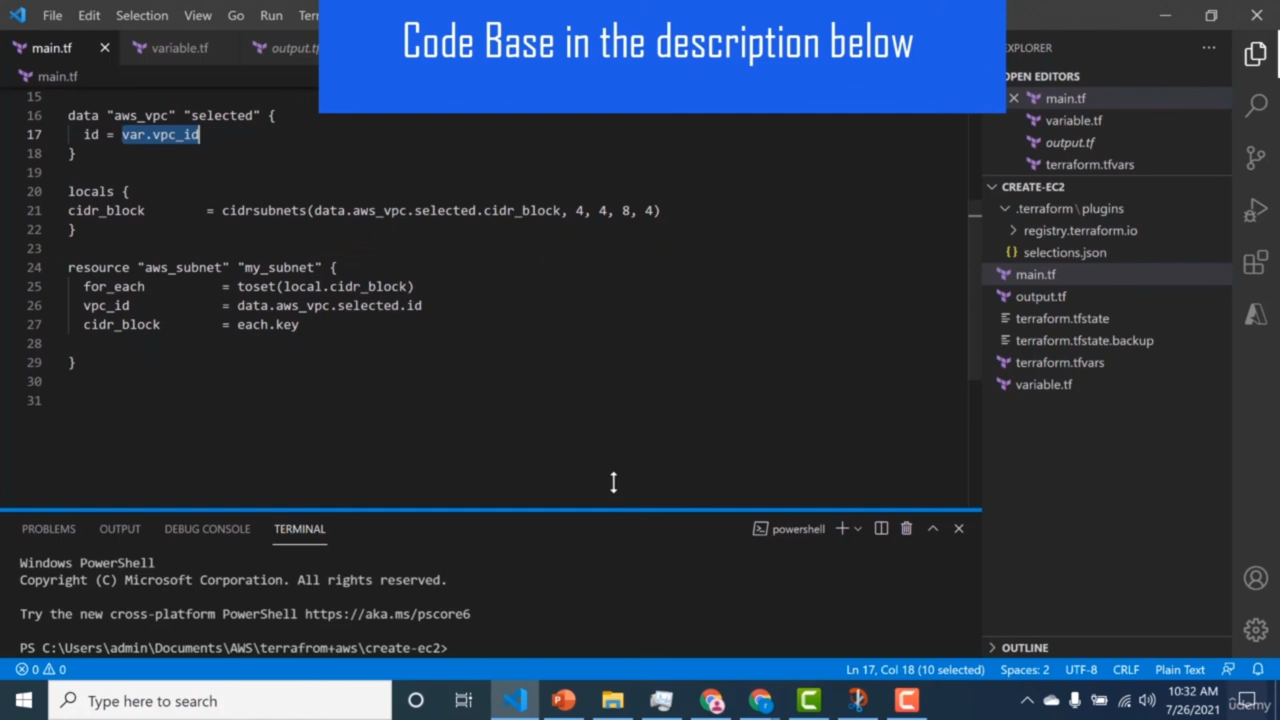 File Edit Selection View Go Run Ter
Code Base in the description below
main.tf
variable.tf
output.tf
main.tf
15
16 data "aws_vpc" "selected" {
17 id = var.vpc_id
18 }
19
20 locals {
21 cidr_block = cidrsubnets(data.aws_vpc.selected.cidr_block, 4, 4, 8, 4)
22 }
23
24 resource "aws_subnet" "my_subnet" {
25 for_each = toset(local.cidr_block)
26 vpc_id = data.aws_vpc.selected.id
27 cidr_block = each.key
28
29 }
30
31
EXPLORER
OPEN EDITORS
main.tf
variable.tf
output.tf
terraform.tfvars
CREATE-EC2
.terraform \ plugins
registry.terraform.io
selections.json
main.tf
output.tf
terraform.tfstate
terraform.tfstate.backup
terraform.tfvars
variable.tf
OUTLINE
PROBLEMS OUTPUT DEBUG CONSOLE TERMINAL
powershell
Windows PowerShell
Copyright (C) Microsoft Corporation. All rights reserved.
Try the new cross-platform PowerShell https://aka.ms/pscore6
PS C:\Users\admin\Documents\AWS\terrafrom+aws\create-ec2>
0 0 Ln 17, Col 18 (10 selected) Spaces: 2 UTF-8 CRLF Plain Text
Type here to search
10:32 AM
7/26/2021
udemy